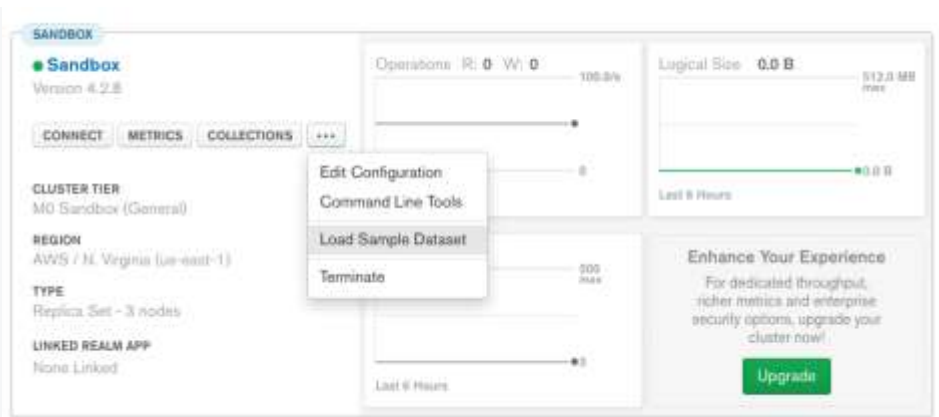 SANDBOX
Sandbox
Version 4.2.8
CONNECT METRICS COLLECTIONS ...
CLUSTER TIER
M0 Sandbox (General)
REGION
AWS / N. Virginia (us-east-1)
TYPE
Replica Set - 3 nodes
LINKED REALM APP
None Linked
Edit Configuration
Command Line Tools
Load Sample Dataset
Terminate
Operations R: 0 W: 0
100.0/s
0
Logical Size 0.0 B
512.0 MB
max
0.0 B
Last 6 Hours
500
max
0
Last 6 Hours
Enhance Your Experience
For dedicated throughput,
richer metrics and enterprise
security options, upgrade your
cluster now!
Upgrade